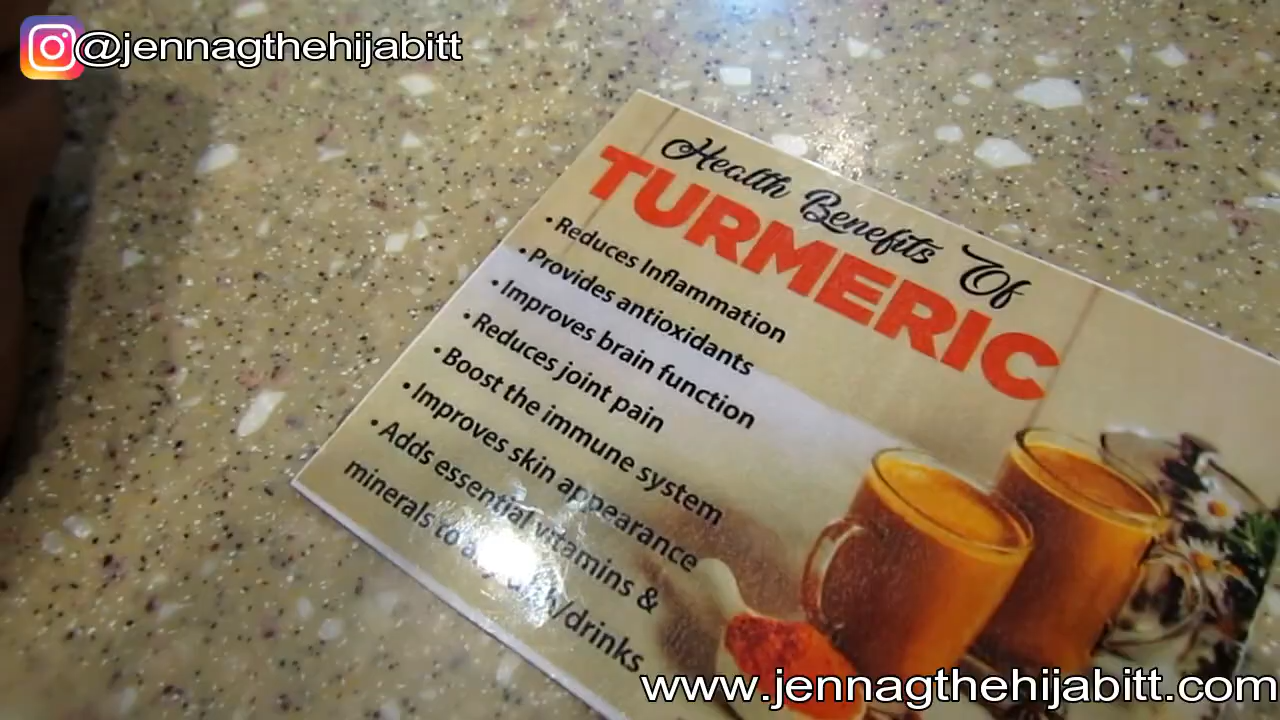 @jennagthehijabitt
Health Benefits Of
TURMERIC
• Reduces Inflammation
• Provides antioxidants
• Improves brain function
• Reduces joint pain
• Boost the immune system
• Improves skin appearance
• Adds essential vitamins &
minerals to /drinks
www.jennagthehijabitt.com